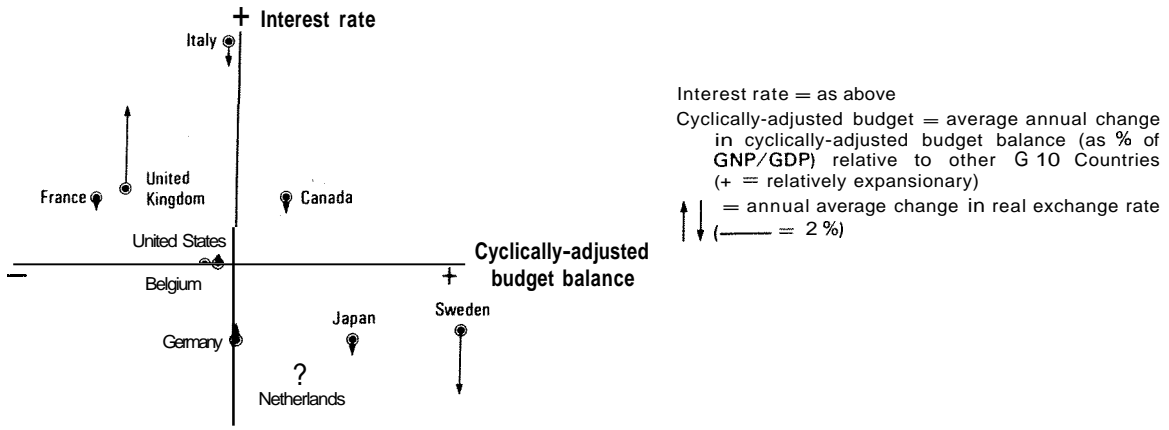 + Interest rate
Italy
United
Kingdom
France
Canada
United States
Belgium
Cyclically-adjusted
budget balance
−
+
Germany
Japan
Sweden
?
Netherlands
Interest rate = as above
Cyclically-adjusted budget = average annual change
in cyclically-adjusted budget balance (as % of
GNP/GDP) relative to other G 10 Countries
(+ = relatively expansionary)
↑↓ = annual average change in real exchange rate
(—— = 2 %)